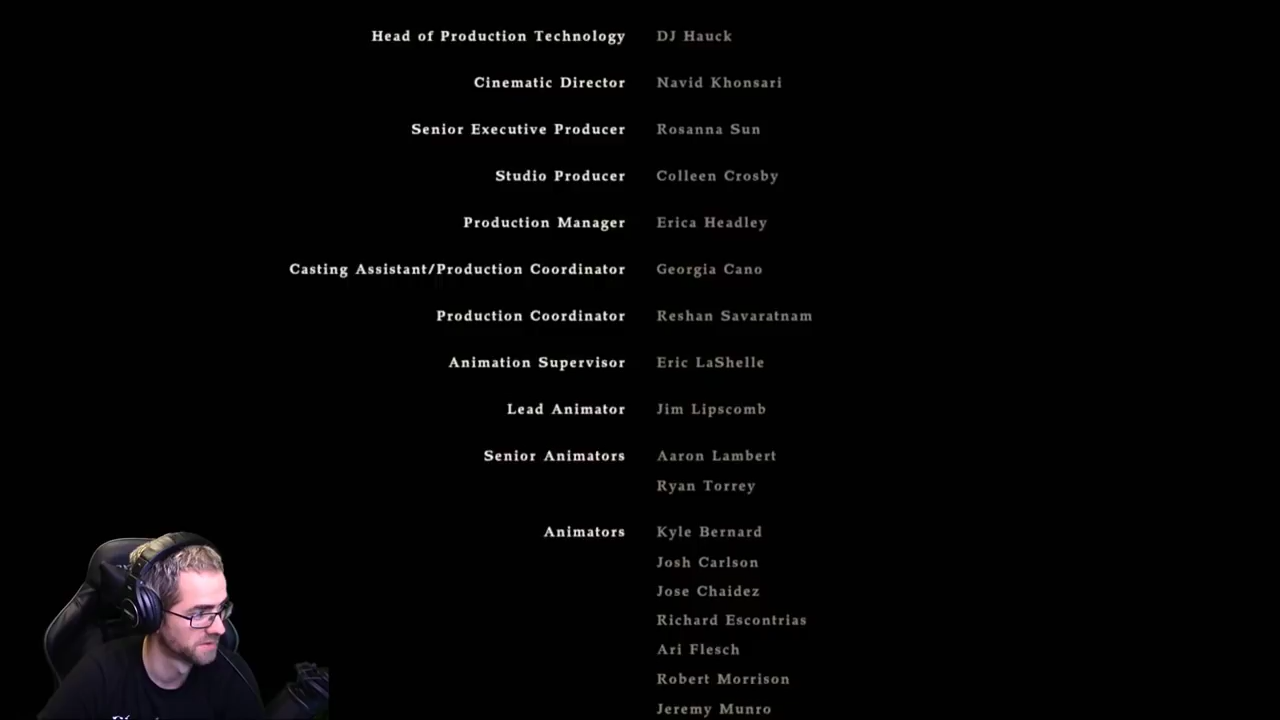 Head of Production Technology DJ Hauck
Cinematic Director Navid Khonsari
Senior Executive Producer Rosanna Sun
Studio Producer Colleen Crosby
Production Manager Erica Headley
Casting Assistant/Production Coordinator Georgia Cano
Production Coordinator Reshan Savaratnam
Animation Supervisor Eric LaShelle
Lead Animator Jim Lipscomb
Senior Animators Aaron Lambert
Ryan Torrey
Animators Kyle Bernard
Josh Carlson
Jose Chaidez
Richard Escontrias
Ari Flesch
Robert Morrison
Jeremy Munro